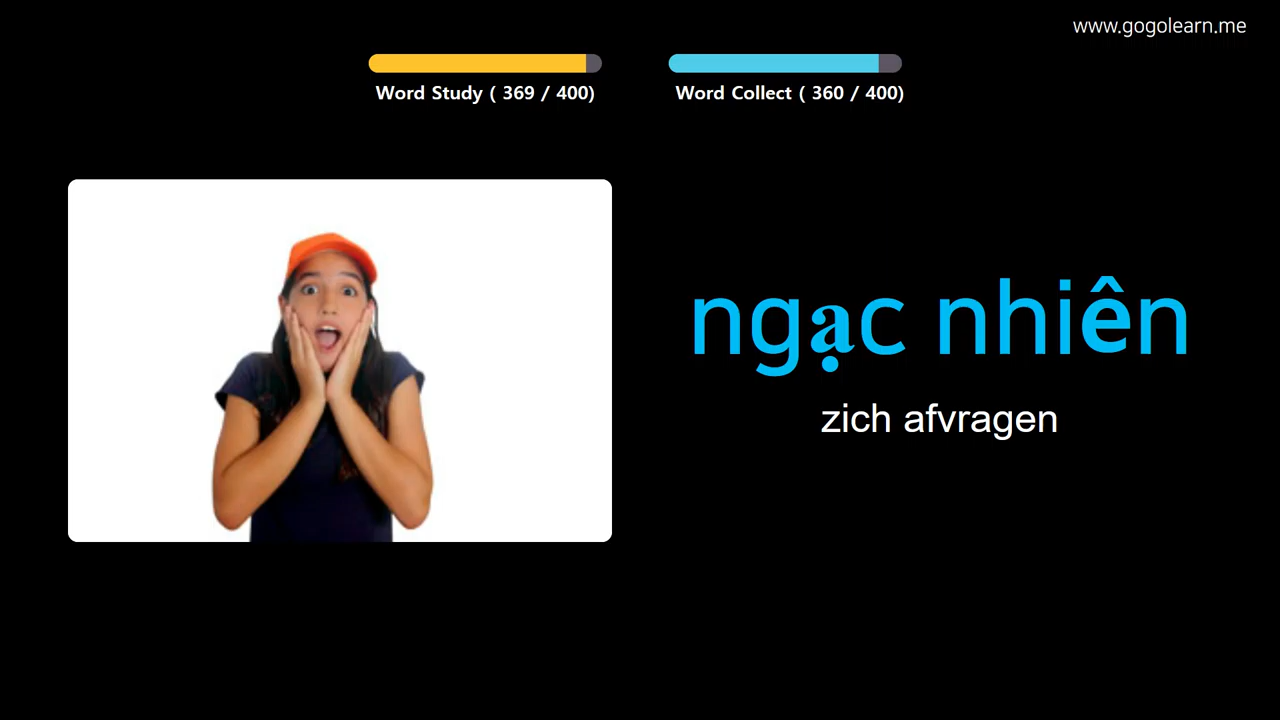 www.gogolearn.me
Word Study ( 369 / 400)
Word Collect ( 360 / 400)
ngạc nhiên
zich afvragen